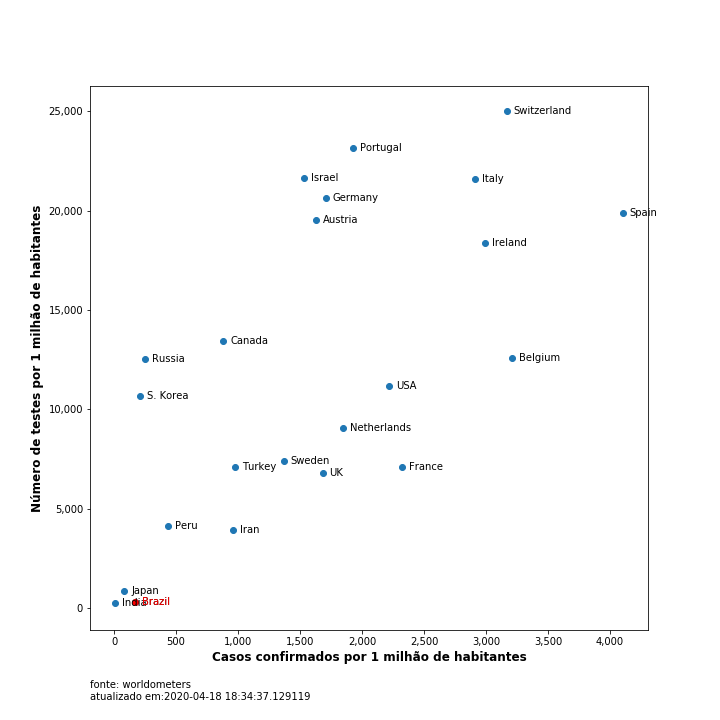 25,000
Switzerland
Portugal
Israel
Italy
Germany
Spain
20,000
Austria
Ireland
15,000
Canada
Russia
Belgium
USA
S. Korea
10,000
Netherlands
Sweden
Turkey
France
UK
5,000
Peru
Iran
Japan
India
Brazil
0
0 500 1,000 1,500 2,000 2,500 3,000 3,500 4,000
Número de testes por 1 milhão de habitantes
Casos confirmados por 1 milhão de habitantes
fonte: worldometers
atualizado em:2020-04-18 18:34:37.129119